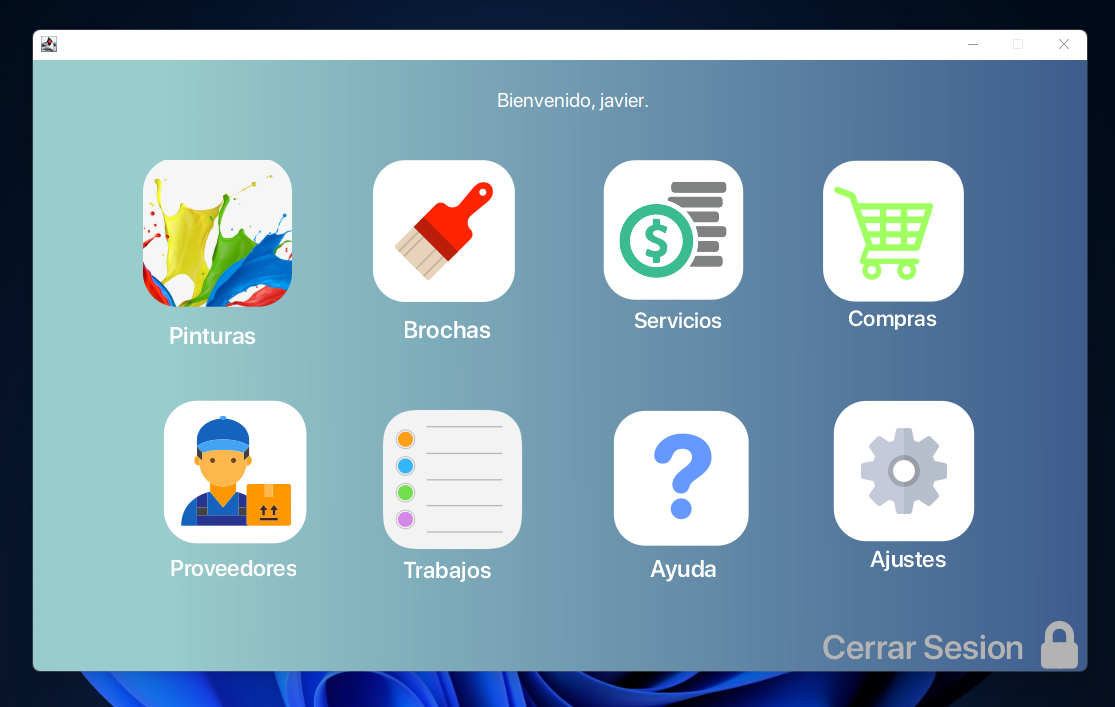 Bienvenido, javier.
Pinturas
Brochas
Servicios
Compras
Proveedores
Trabajos
Ayuda
Ajustes
Cerrar Sesion